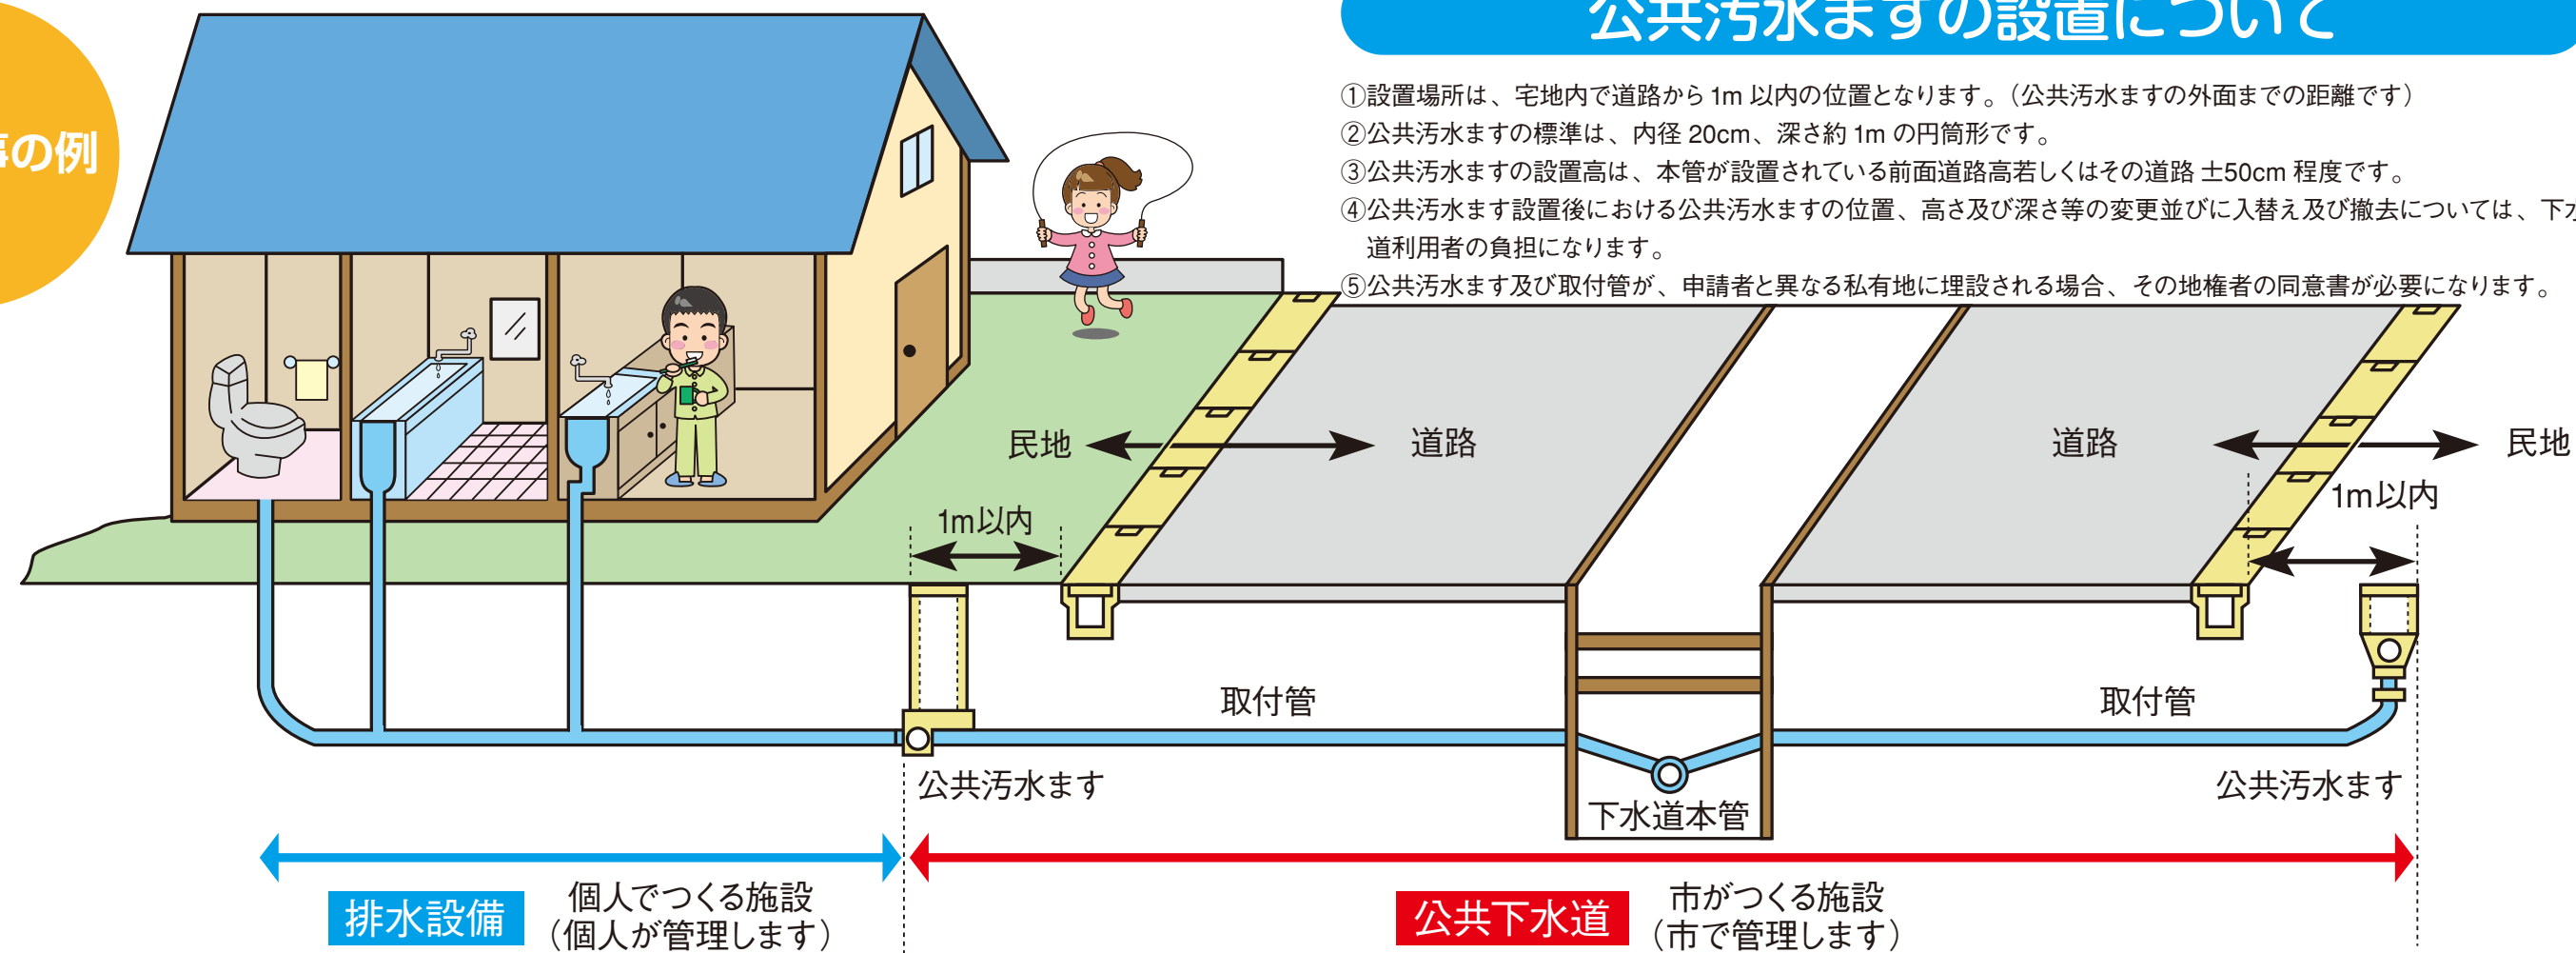 の例
公共汚水ますの設置について
①設置場所は、宅地内で道路から1m 以内の位置となります。（公共汚水ますの外面までの距離です）
②公共汚水ますの標準は、内径 20cm、深さ約 1m の円筒形です。
③公共汚水ますの設置高は、本管が設置されている前面道路高若しくはその道路 ±50cm 程度です。
④公共汚水ます設置後における公共汚水ますの位置、高さ及び深さ等の変更並びに入替え及び撤去については、下水
道利用者の負担になります。
⑤公共汚水ます及び取付管が、申請者と異なる私有地に埋設される場合、その地権者の同意書が必要になります。
民地
道路
道路
民地
1m以内
1m以内
取付管
取付管
公共汚水ます
公共汚水ます
下水道本管
排水設備
個人でつくる施設
（個人が管理します）
公共下水道
市がつくる施設
（市で管理します）